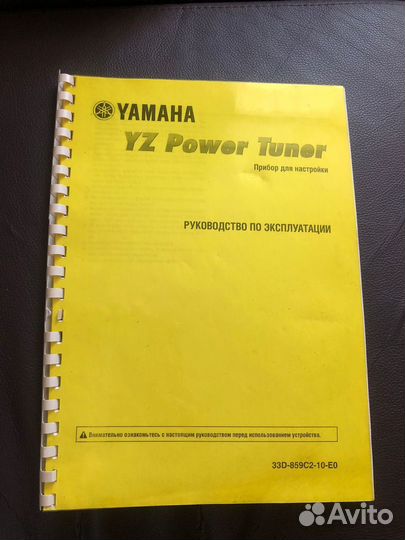 YAMAHA
YZ Power Tuner
Прибор для настройки
РУКОВОДСТВО ПО ЭКСПЛУАТАЦИИ
Внимательно ознакомьтесь с настоящим руководством перед использованием устройства.
33D-859C2-10-E0
Avito